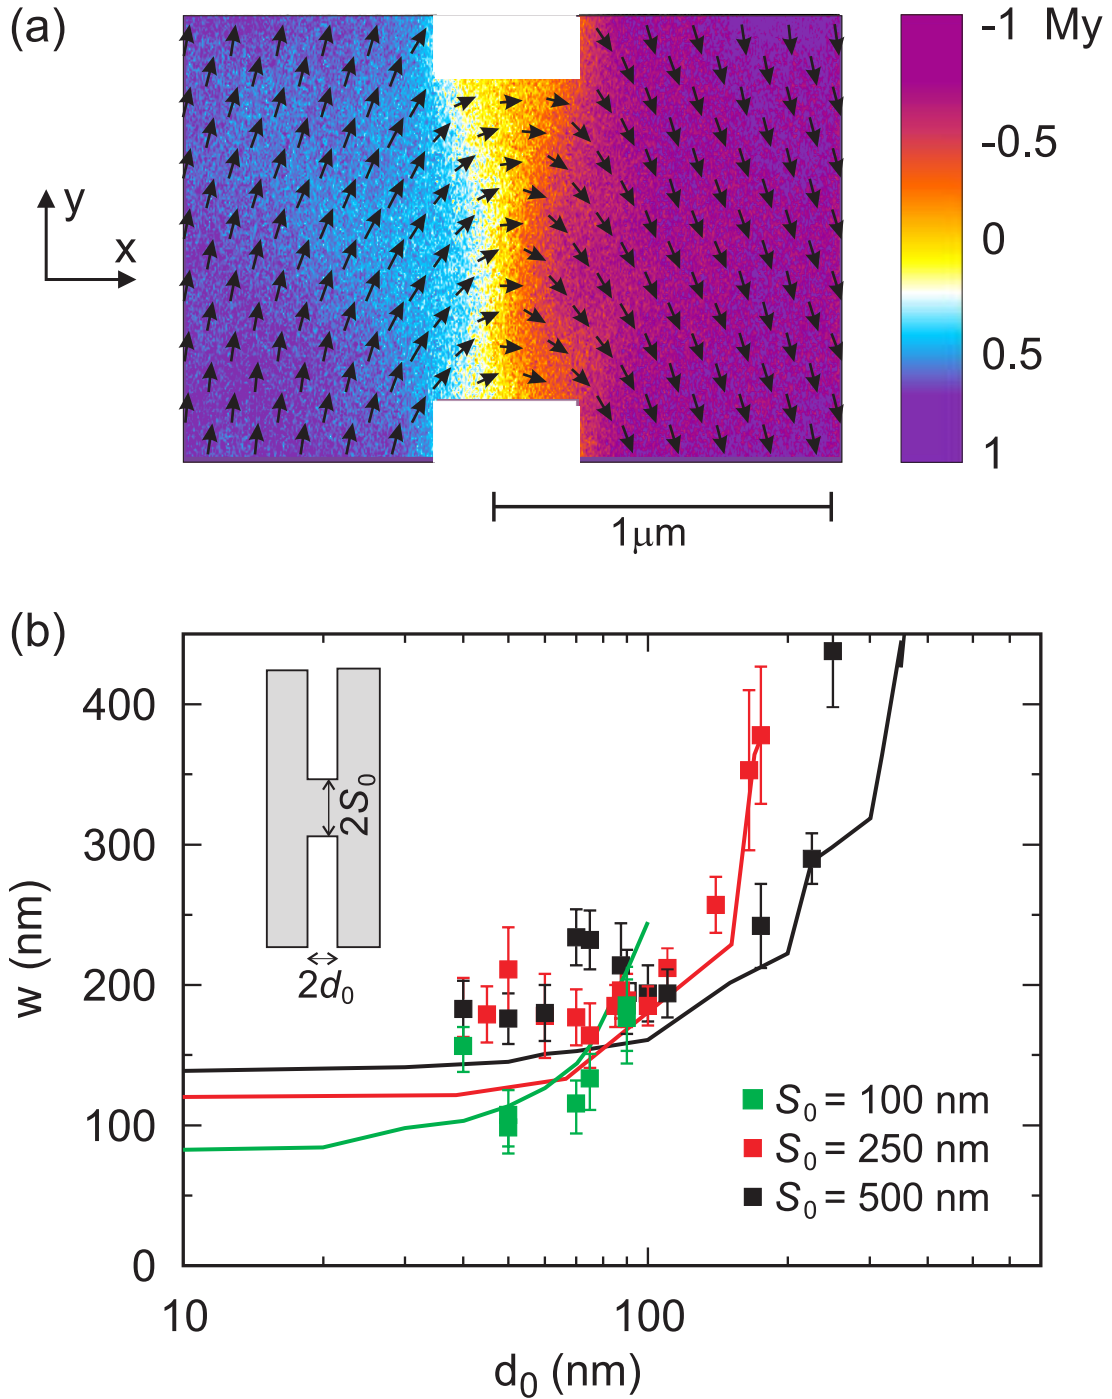 (a)
-1 My
-0.5
0
0.5
1
y
x
1μm
(b)
400
300
200
100
0
w (nm)
2S₀
2d₀
S₀ = 100 nm
S₀ = 250 nm
S₀ = 500 nm
10
100
d₀ (nm)